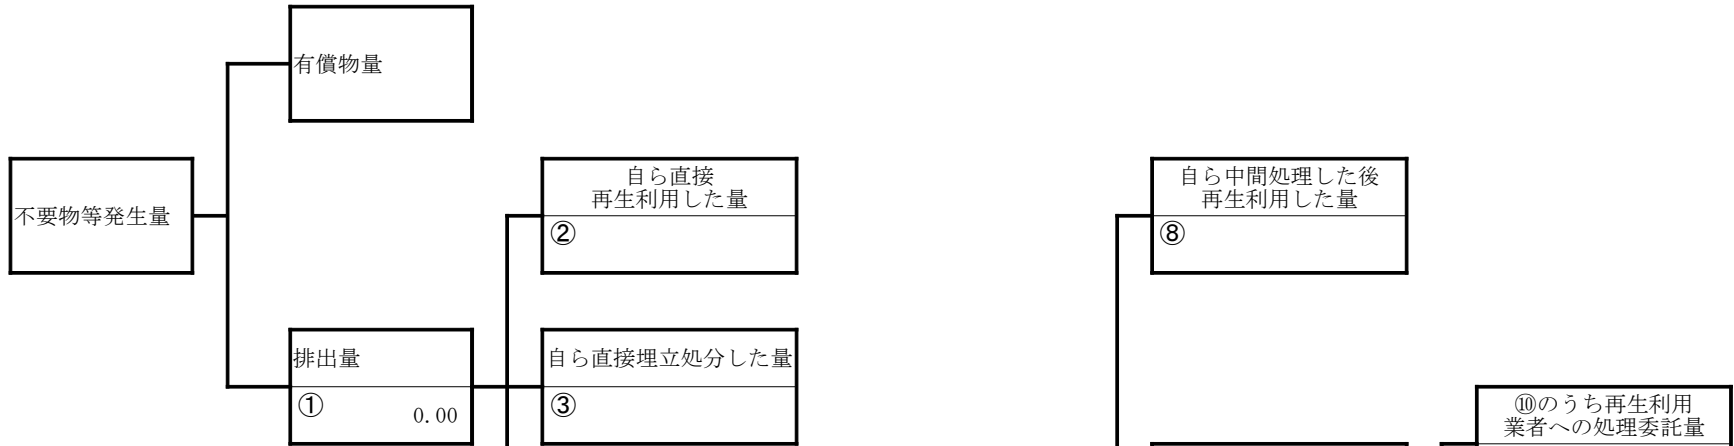 有償物量
不要物等発生量
自ら直接
再生利用した量
②
自ら中間処理した後
再生利用した量
⑧
排出量
①
0.00
自ら直接埋立処分した量
③
⑩のうち再生利用
業者への処理委託量